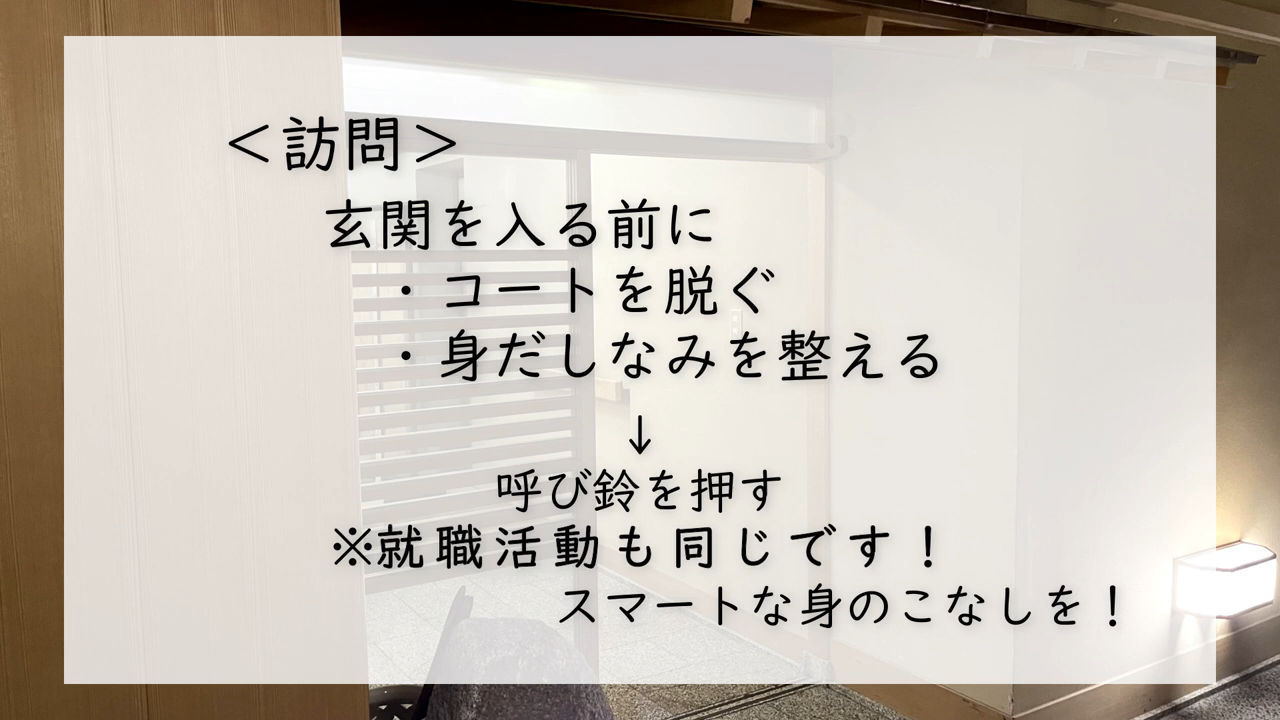 ＜訪問＞
玄関を入る前に
・コートを脱ぐ
・身だしなみを整える
↓
呼び鈴を押す
※就職活動も同じです！
スマートな身のこなしを！